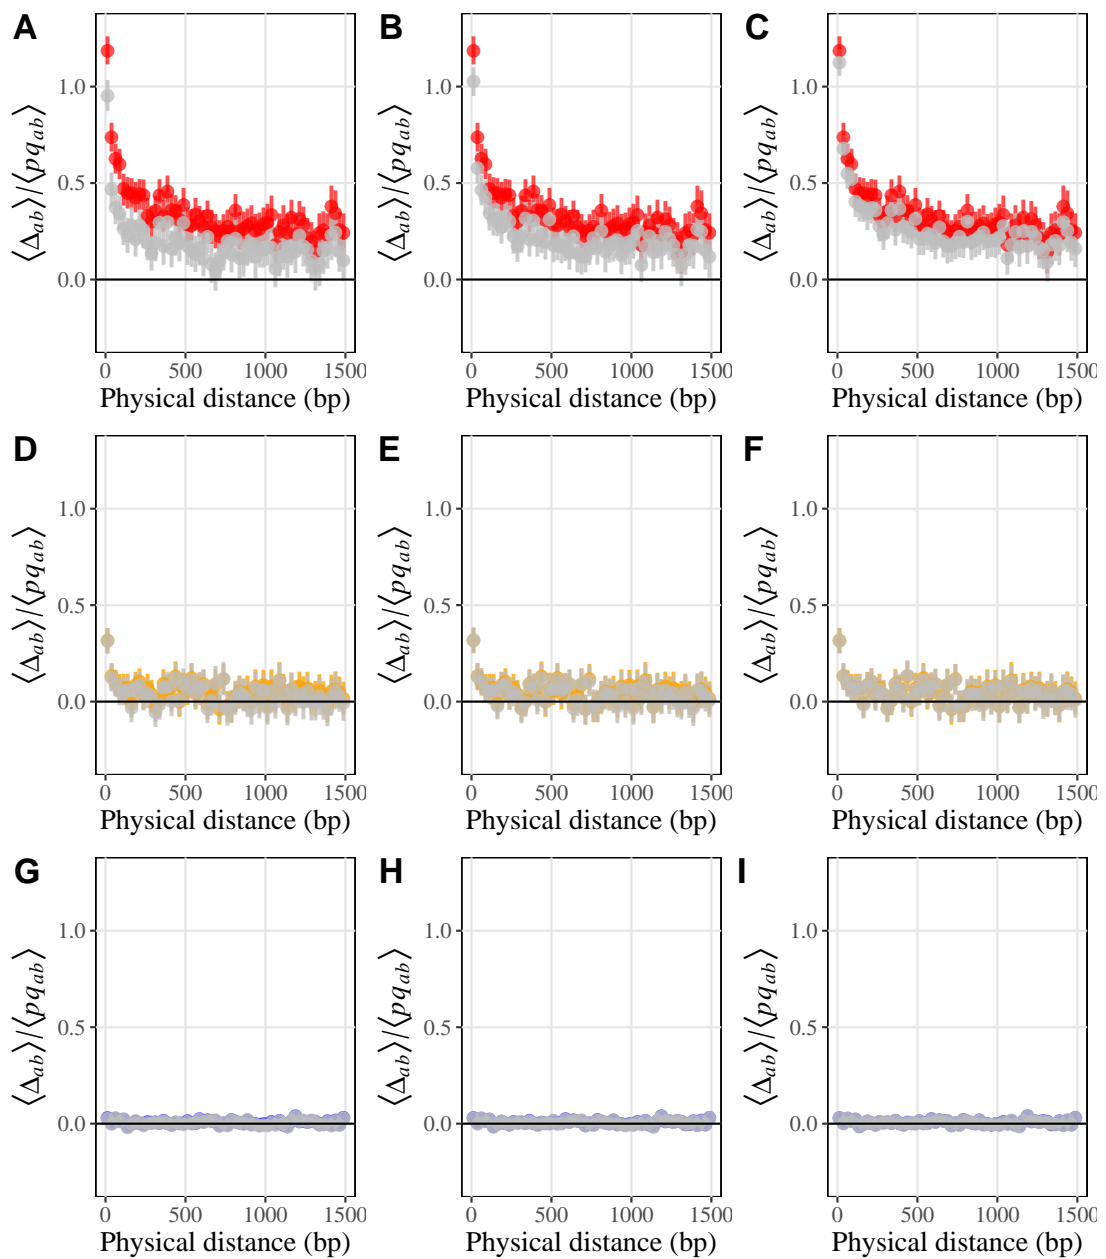 A B C
⟨Δab⟩/⟨pqab⟩ ⟨Δab⟩/⟨pqab⟩ ⟨Δab⟩/⟨pqab⟩
1.0 1.0 1.0
0.5 0.5 0.5
0.0 0.0 0.0
0 500 1000 1500 0 500 1000 1500 0 500 1000 1500
Physical distance (bp) Physical distance (bp) Physical distance (bp)
D E F
⟨Δab⟩/⟨pqab⟩ ⟨Δab⟩/⟨pqab⟩ ⟨Δab⟩/⟨pqab⟩
1.0 1.0 1.0
0.5 0.5 0.5
0.0 0.0 0.0
0 500 1000 1500 0 500 1000 1500 0 500 1000 1500
Physical distance (bp) Physical distance (bp) Physical distance (bp)
G H I
⟨Δab⟩/⟨pqab⟩ ⟨Δab⟩/⟨pqab⟩ ⟨Δab⟩/⟨pqab⟩
1.0 1.0 1.0
0.5 0.5 0.5
0.0 0.0 0.0
0 500 1000 1500 0 500 1000 1500 0 500 1000 1500
Physical distance (bp) Physical distance (bp) Physical distance (bp)